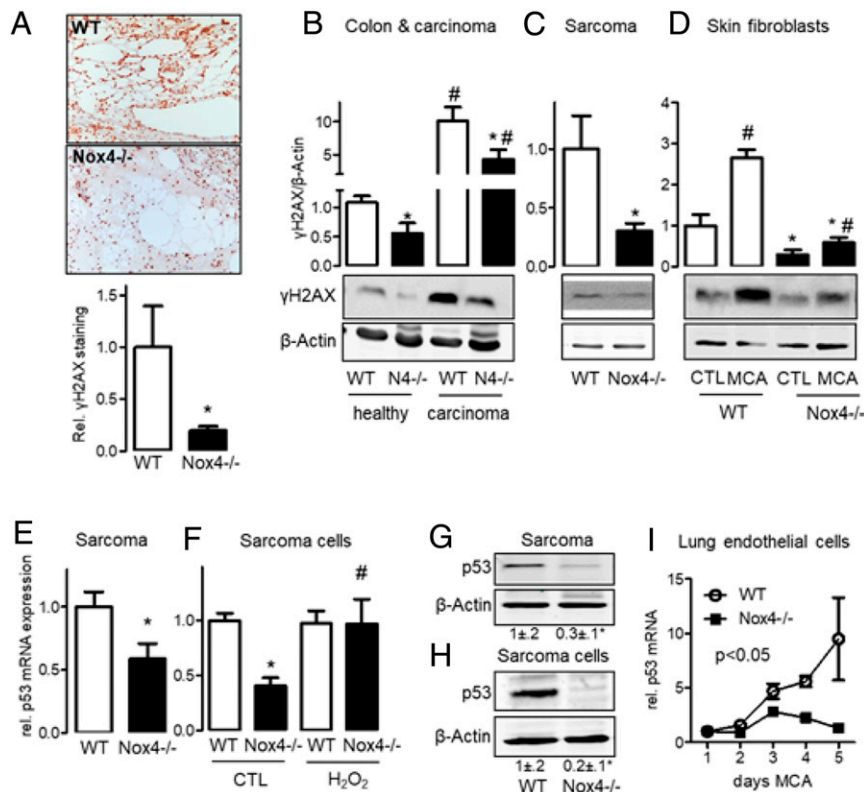 A
WT
Nox4-/-
Rel. γH2AX staining
1.5
1.0
0.5
0.0
*
WT Nox4-/-
B Colon & carcinoma
γH2AX/β-Actin
10
5
1.0
0.5
0.0
* # * #
γH2AX
β-Actin
WT N4-/- WT N4-/-
healthy carcinoma
C Sarcoma
1.5
1.0
0.5
0.0
*
WT Nox4-/-
D Skin fibroblasts
4
3
2
1
0
# * * #
CTL MCA CTL MCA
WT Nox4-/-
E Sarcoma
rel. p53 mRNA expression
1.0
0.5
0.0
*
WT Nox4-/-
F Sarcoma cells
1.5
1.0
0.5
0.0
* #
WT Nox4-/- WT Nox4-/-
CTL H₂O₂
G Sarcoma
p53
β-Actin
1±.2 0.3±.1*
H Sarcoma cells
p53
β-Actin
1±.2 0.2±.1*
WT Nox4-/-
I Lung endothelial cells
rel. p53 mRNA
15
10
5
0
WT
Nox4-/-
p<0.05
1 2 3 4 5
days MCA